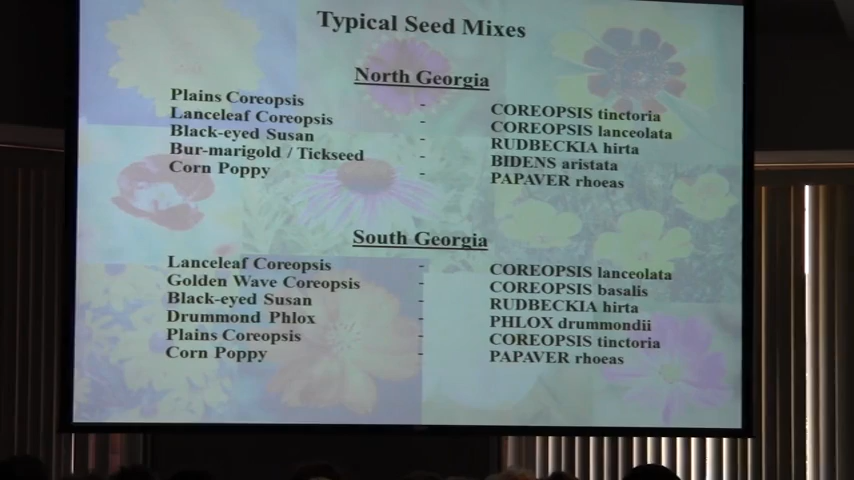 Typical Seed Mixes
North Georgia
Plains Coreopsis - COREOPSIS tinctoria
Lanceleaf Coreopsis - COREOPSIS lanceolata
Black-eyed Susan - RUDBECKIA hirta
Bur-marigold / Tickseed - BIDENS aristata
Corn Poppy - PAPAVER rhoeas
South Georgia
Lanceleaf Coreopsis - COREOPSIS lanceolata
Golden Wave Coreopsis - COREOPSIS basalis
Black-eyed Susan - RUDBECKIA hirta
Drummond Phlox - PHLOX drummondii
Plains Coreopsis - COREOPSIS tinctoria
Corn Poppy - PAPAVER rhoeas